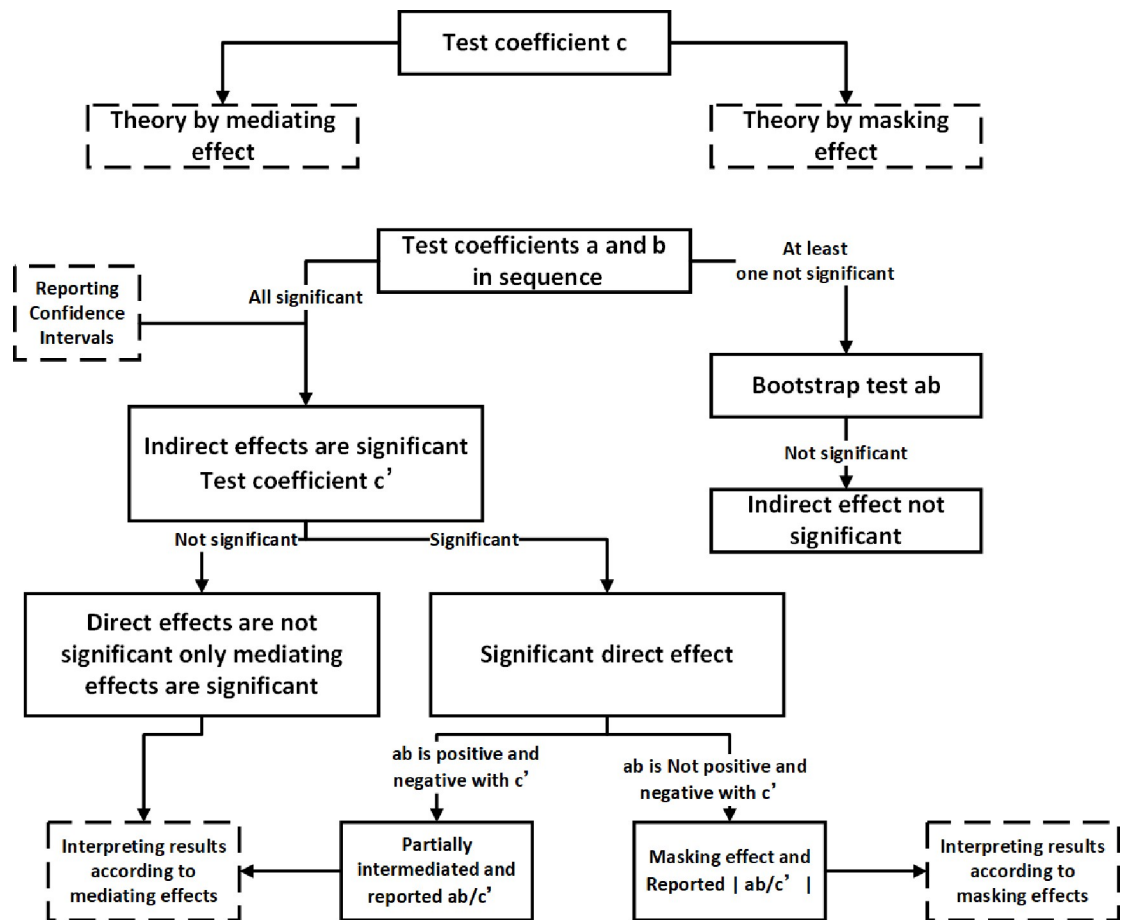 Test coefficient c
Theory by mediating
effect
Theory by masking
effect
Test coefficients a and b
in sequence
At least
one not significant
Reporting
Confidence
Intervals
All significant
Bootstrap test ab
Indirect effects are significant
Test coefficient c’
Not significant
Indirect effect not
significant
Not significant
Significant
Direct effects are not
significant only mediating
effects are significant
Significant direct effect
ab is positive and
negative with c’
ab is Not positive and
negative with c’
Interpreting results
according to
mediating effects
Partially
intermediated and
reported ab/c’
Masking effect and
Reported | ab/c’ |
Interpreting results
according to
masking effects